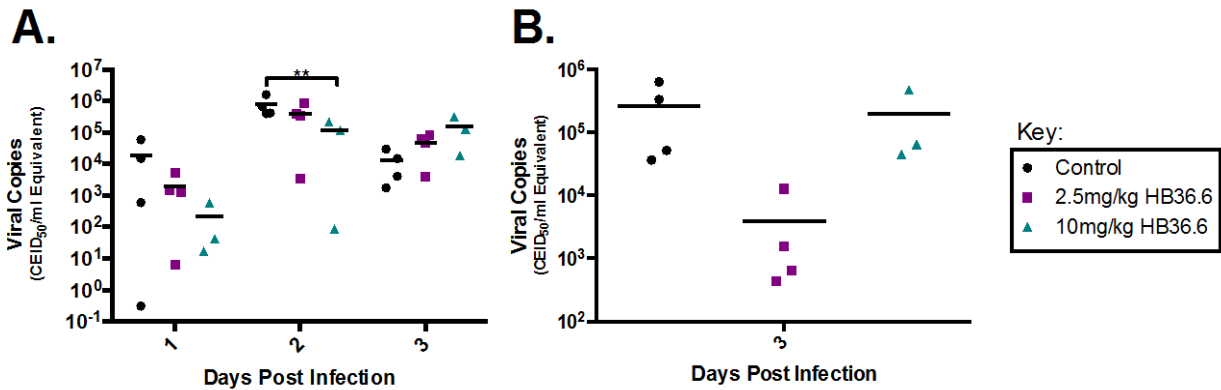 A.
B.
10^7
10^6
10^5
10^4
10^3
10^2
10^1
10^0
10^-1
Viral Copies
(CEID50/ml Equivalent)
**
1
2
3
Days Post Infection
10^6
10^5
10^4
10^3
10^2
Viral Copies
(CEID50/ml Equivalent)
3
Days Post Infection
Key:
Control
2.5mg/kg HB36.6
10mg/kg HB36.6